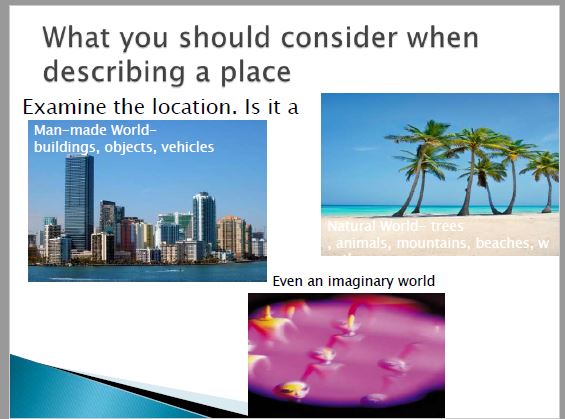 What you should consider when
describing a place
Examine the location. Is it a
Man-made World-
buildings, objects, vehicles
Natural World- trees
, animals, mountains, beaches, w
Even an imaginary world